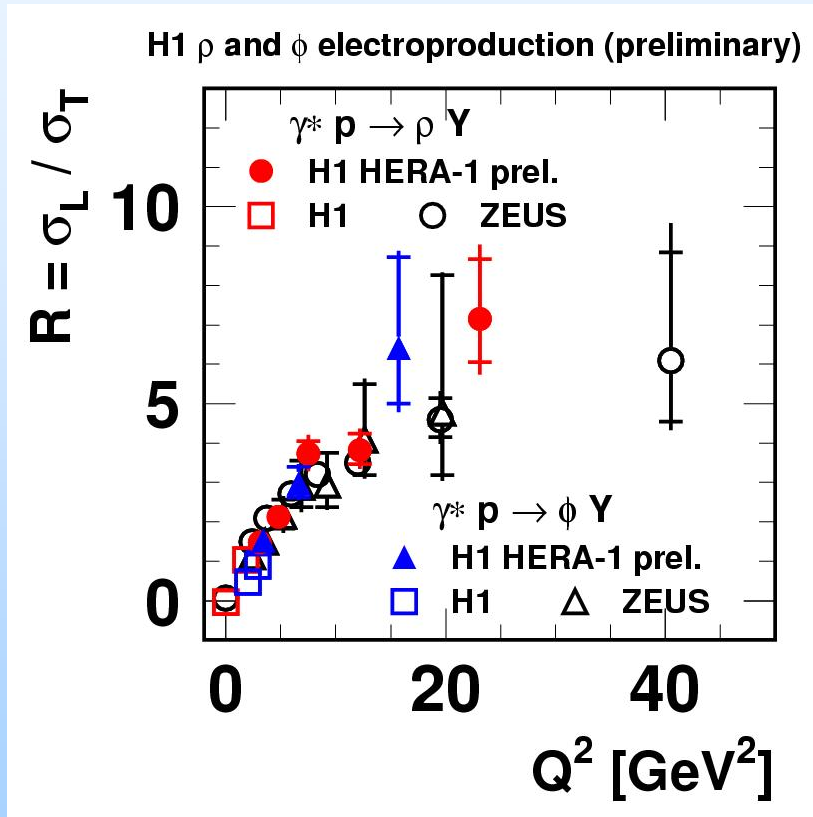 H1 ρ and ϕ electroproduction (preliminary)
R = σL / σT
γ* p → ρ Y
H1 HERA-1 prel.
H1 ZEUS
10
5
0
γ* p → ϕ Y
H1 HERA-1 prel.
H1 ZEUS
0 20 40
Q² [GeV²]